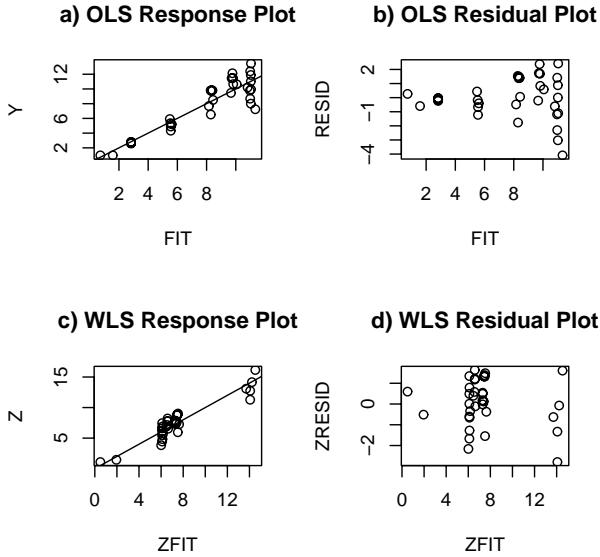 a) OLS Response Plot
Y
2 6 12
2 4 6 8
FIT
b) OLS Residual Plot
RESID
−4 −1 2
2 4 6 8
FIT
c) WLS Response Plot
Z
5 15
0 4 8 12
ZFIT
d) WLS Residual Plot
ZRESID
−2 0
0 4 8 12
ZFIT